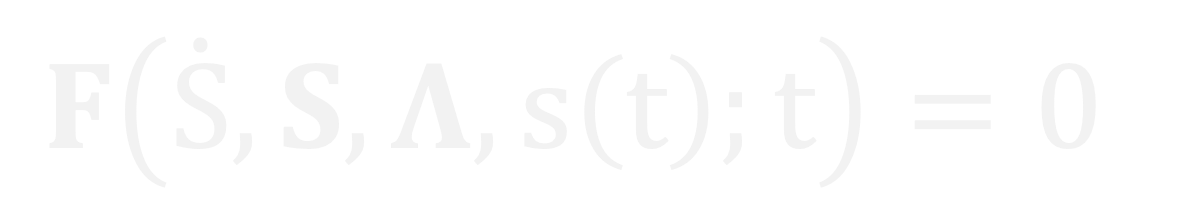 𝐅(Ṡ, 𝐒, 𝚲, s(t); t) = 0